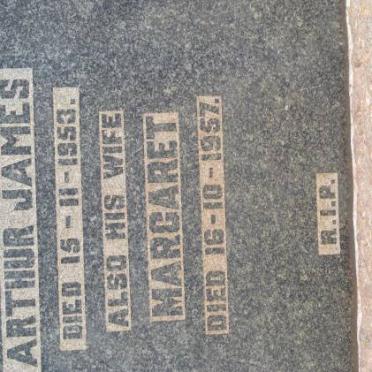 ARTHUR JAMES
DIED 15-11-1953.
ALSO HIS WIFE
MARGARET
DIED 16-10-1957.
R.I.P.